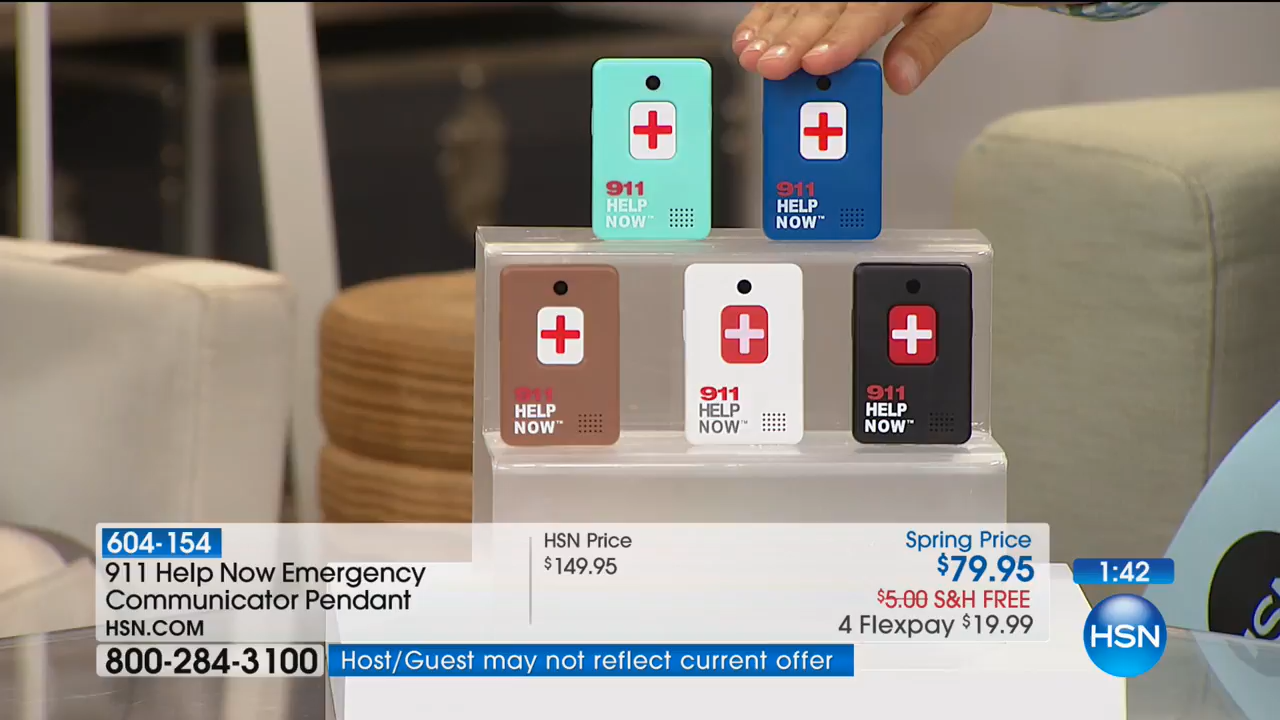 911
HELP
NOW™
911
HELP
NOW™
911
HELP
NOW™
911
HELP
NOW™
911
HELP
NOW™
604-154
911 Help Now Emergency
Communicator Pendant
HSN.COM
800-284-3100
HSN Price
$149.95
Spring Price
$79.95
$5.00 S&H FREE
4 Flexpay $19.99
Host/Guest may not reflect current offer
1:42
HSN